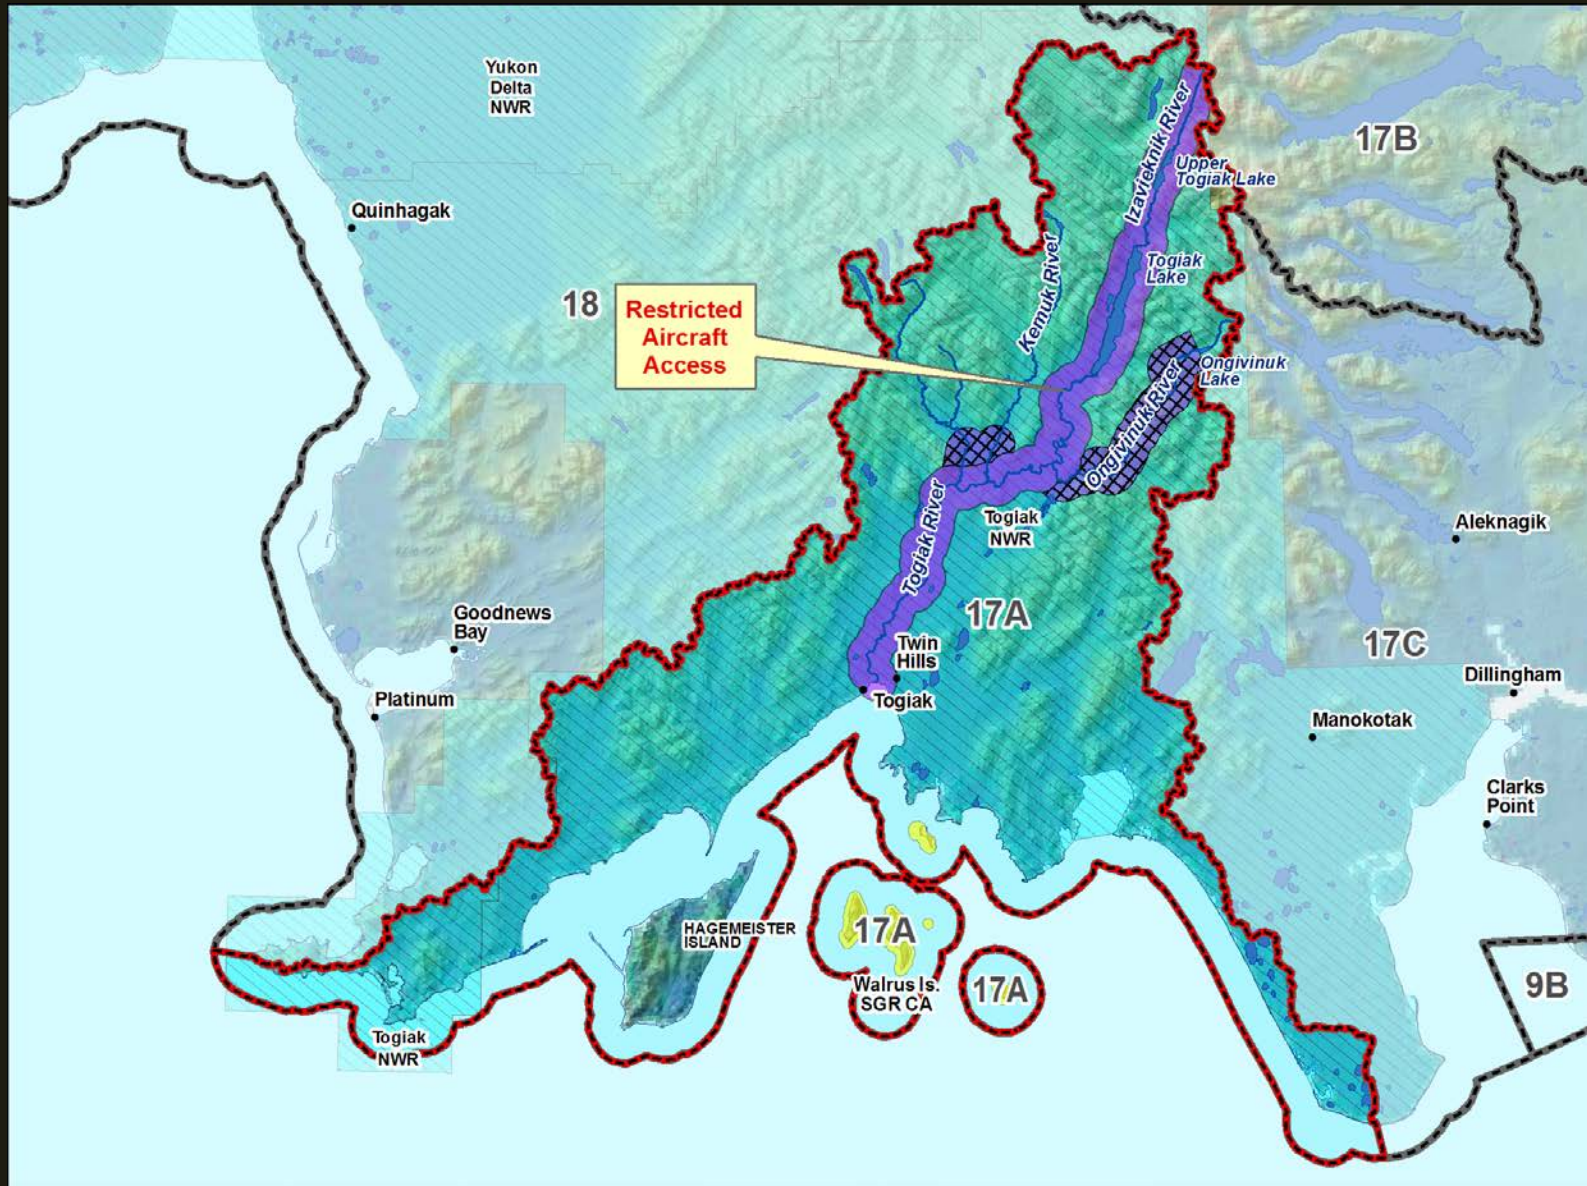 Yukon
Delta
NWR
17B
Izavieknik River
Upper
Togiak Lake
Quinhagak
Kemuk River
Togiak
Lake
18
Restricted
Aircraft
Access
Ongivinuk
Lake
Ongivinuk River
Togiak River
Togiak
NWR
Aleknagik
Goodnews
Bay
17A
Twin
Hills
17C
Dillingham
Platinum
Togiak
Manokotak
Clarks
Point
HAGEMEISTER
ISLAND
17A
Walrus Is.
SGR CA
17A
9B
Togiak
NWR